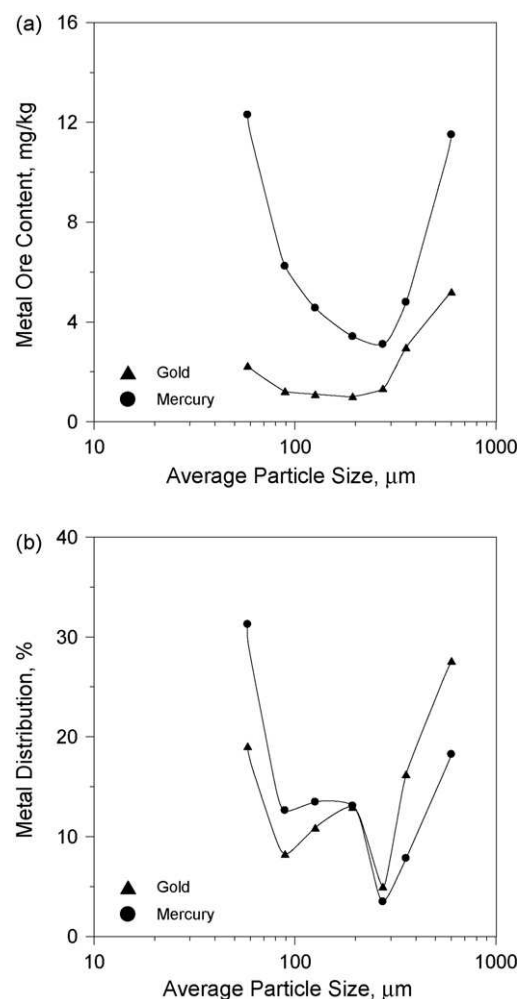 (a)
16
12
8
4
0
Metal Ore Content, mg/kg
Gold
Mercury
10
100
1000
Average Particle Size, μm
(b)
40
30
20
10
0
Metal Distribution, %
Gold
Mercury
10
100
1000
Average Particle Size, μm